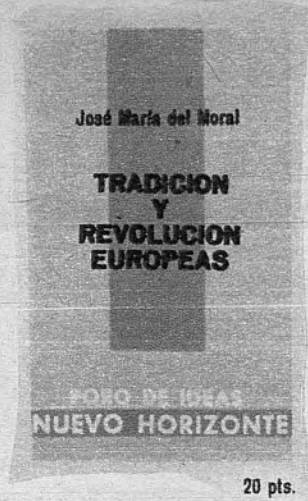 José María del Moral
TRADICION
Y
REVOLUCION
EUROPEAS
FORO DE IDEAS
NUEVO HORIZONTE
20 pts.